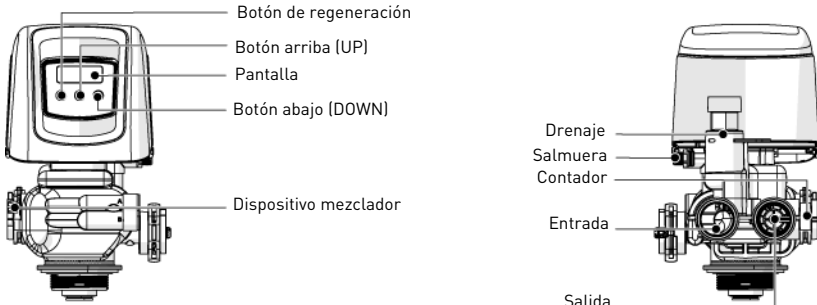 Botón de regeneración
Botón arriba (UP)
Pantalla
Botón abajo (DOWN)
Dispositivo mezclador
Drenaje
Salmuera
Contador
Entrada
Salida